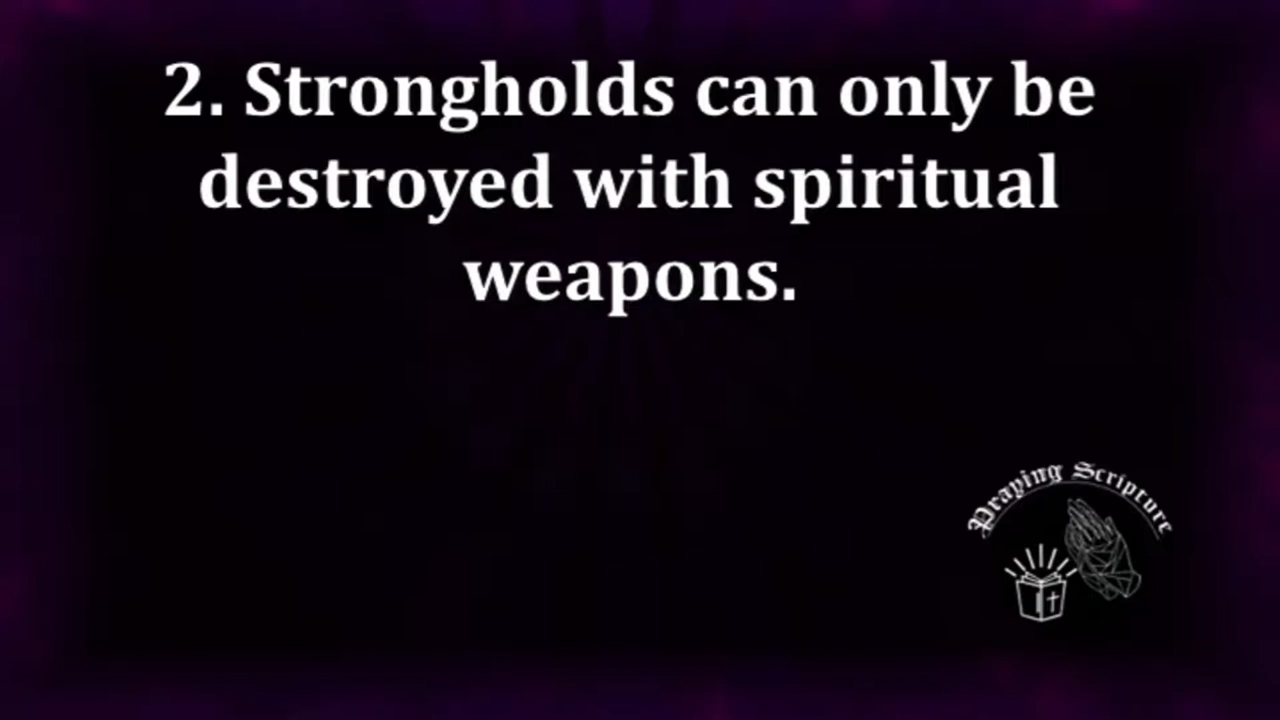 2. Strongholds can only be
destroyed with spiritual
weapons.
Praying Scripture